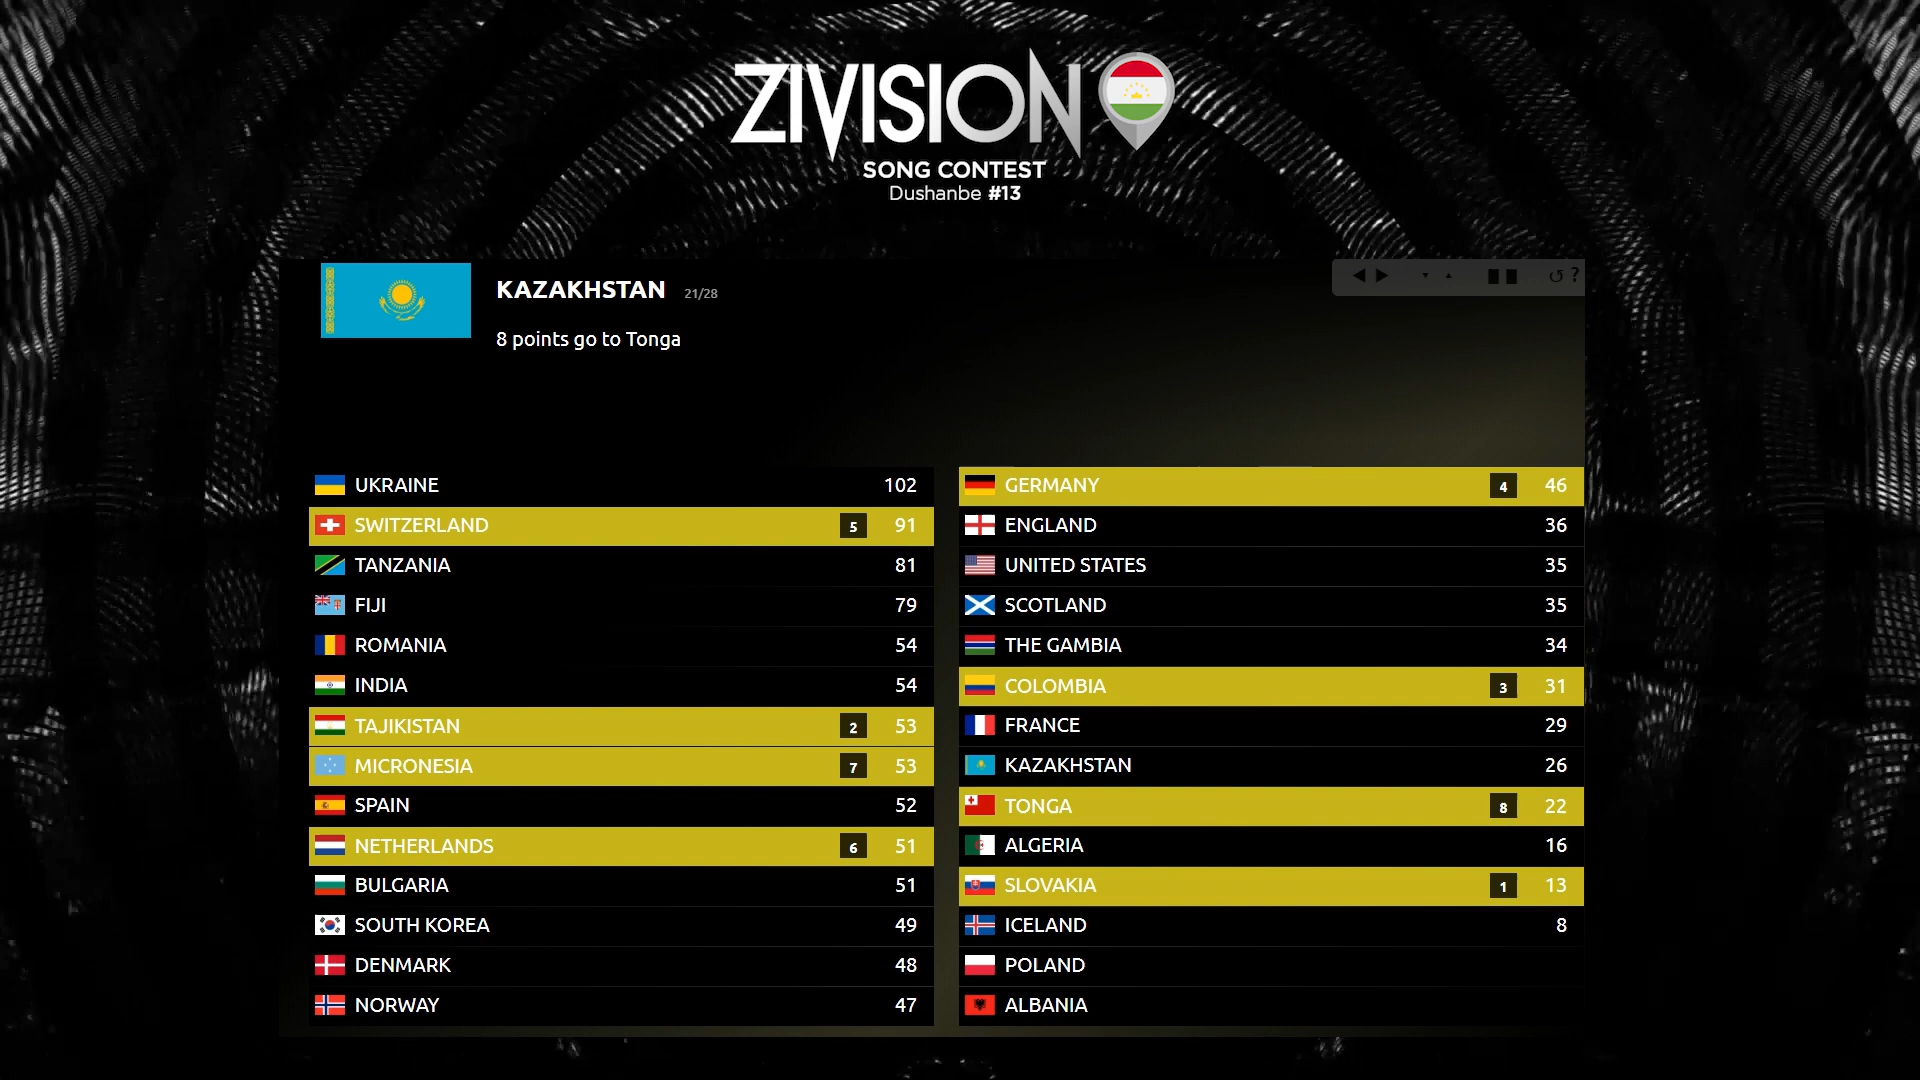 ZIVISION
SONG CONTEST
Dushanbe #13
KAZAKHSTAN 21/28
8 points go to Tonga
?
UKRAINE 102
SWITZERLAND 5 91
TANZANIA 81
FIJI 79
ROMANIA 54
INDIA 54
TAJIKISTAN 2 53
MICRONESIA 7 53
SPAIN 52
NETHERLANDS 6 51
BULGARIA 51
SOUTH KOREA 49
DENMARK 48
NORWAY 47
GERMANY 4 46
ENGLAND 36
UNITED STATES 35
SCOTLAND 35
THE GAMBIA 34
COLOMBIA 3 31
FRANCE 29
KAZAKHSTAN 26
TONGA 8 22
ALGERIA 16
SLOVAKIA 1 13
ICELAND 8
POLAND
ALBANIA